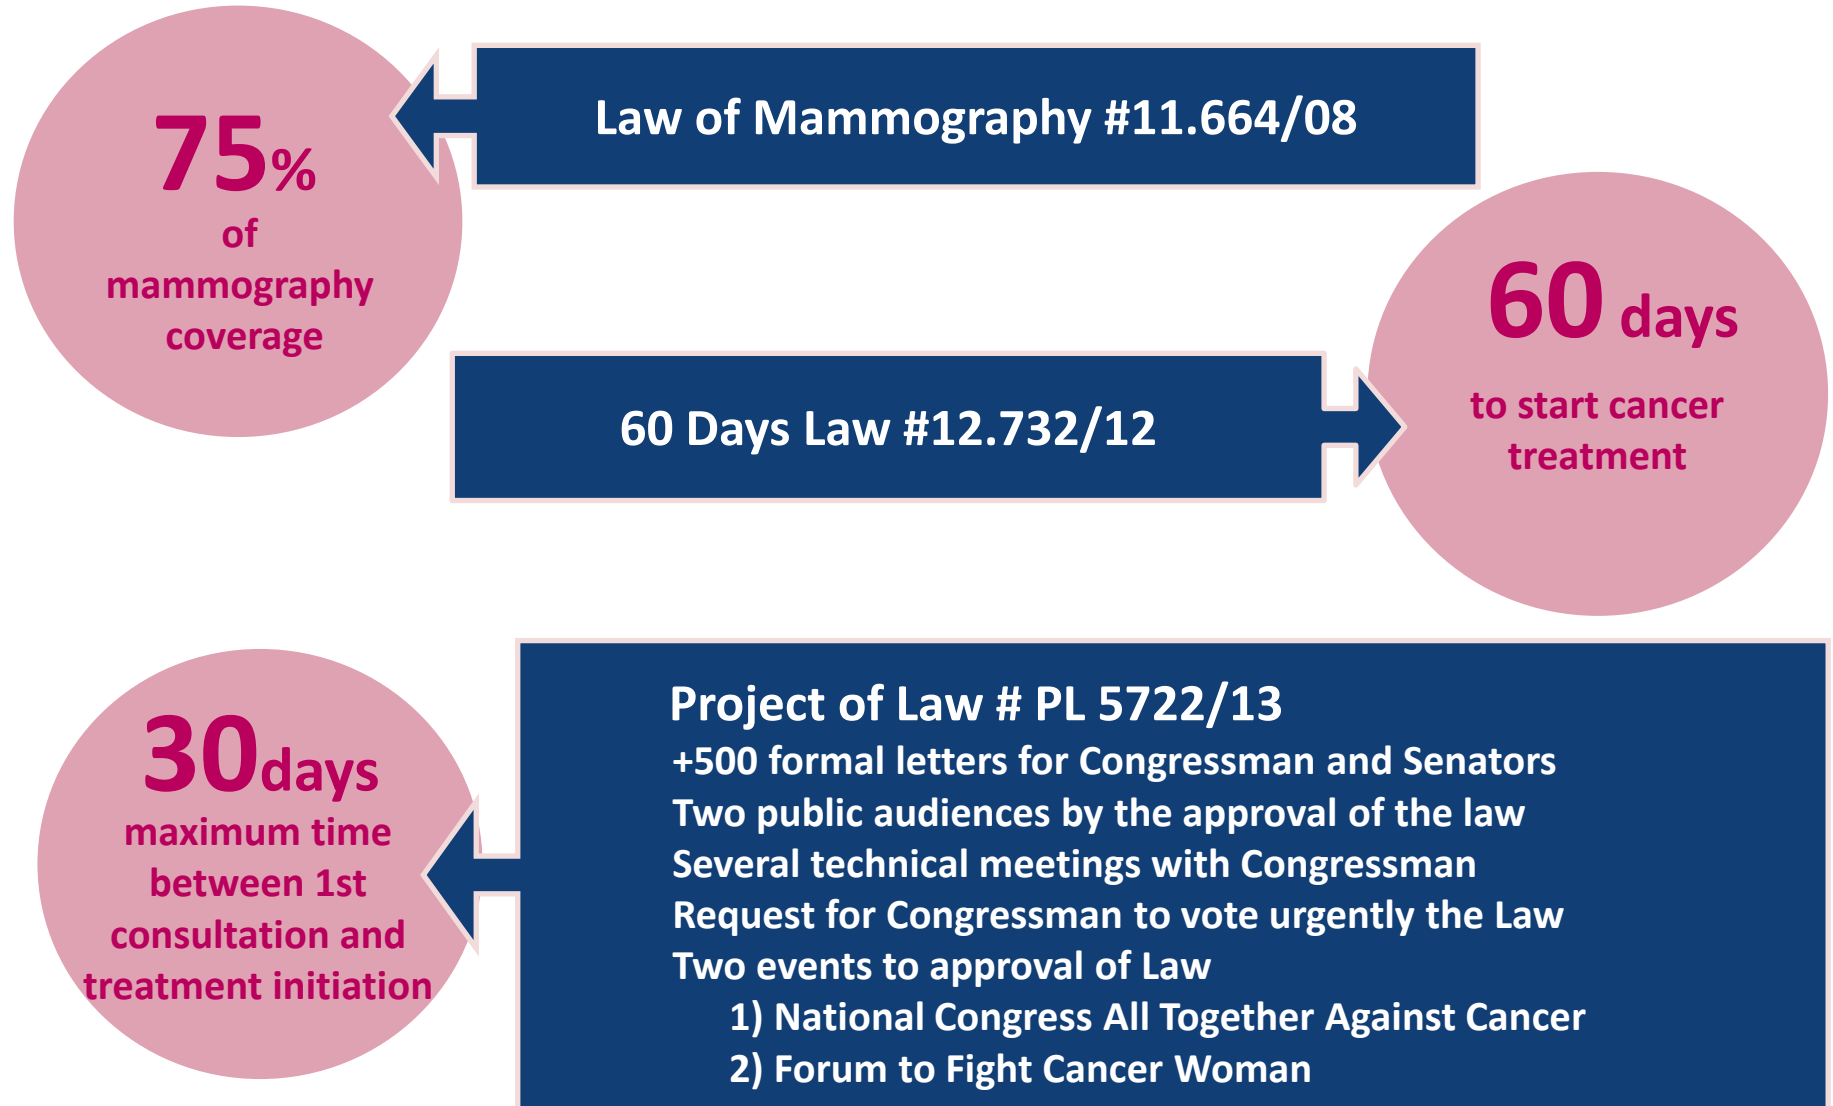 75%
of
mammography
coverage
Law of Mammography #11.664/08
60 Days Law #12.732/12
60 days
to start cancer
treatment
30days
maximum time
between 1st
consultation and
treatment initiation
Project of Law # PL 5722/13
+500 formal letters for Congressman and Senators
Two public audiences by the approval of the law
Several technical meetings with Congressman
Request for Congressman to vote urgently the Law
Two events to approval of Law
1) National Congress All Together Against Cancer
2) Forum to Fight Cancer Woman